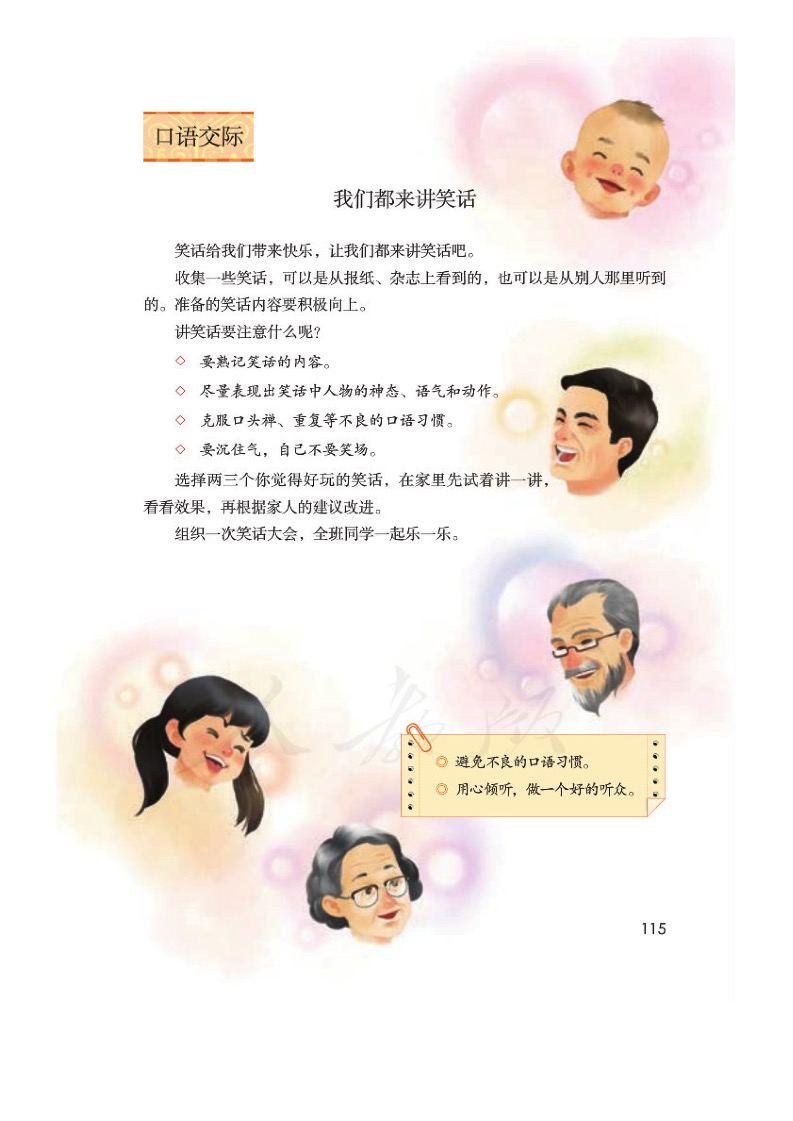 口语交际
我们都来讲笑话
笑话给我们带来快乐，让我们都来讲笑话吧。
收集一些笑话，可以是从报纸、杂志上看到的，也可以是从别人那里听到
的。准备的笑话内容要积极向上。
讲笑话要注意什么呢？
◇ 要熟记笑话的内容。
◇ 尽量表现出笑话中人物的神态、语气和动作。
◇ 克服口头禅、重复等不良的口语习惯。
◇ 要沉住气，自己不要笑场。
选择两三个你觉得好玩的笑话，在家里先试着讲一讲，
看看效果，再根据家人的建议改进。
组织一次笑话大会，全班同学一起乐一乐。
人教版
◎ 避免不良的口语习惯。
◎ 用心倾听，做一个好的听众。
115